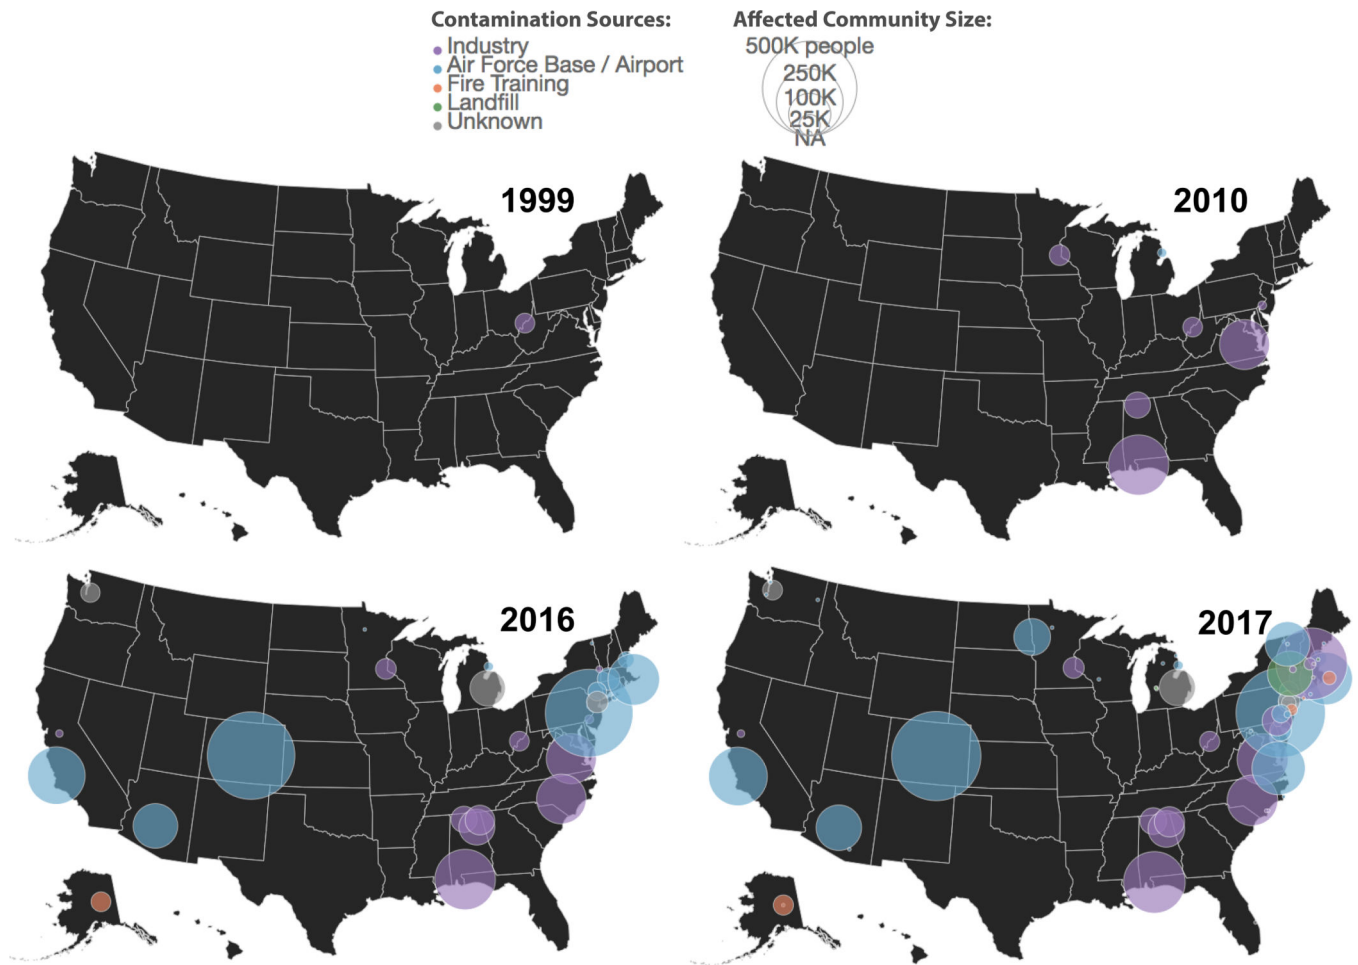 Contamination Sources:
Industry
Air Force Base / Airport
Fire Training
Landfill
Unknown
Affected Community Size:
500K people
250K
100K
25K
NA
1999
2010
2016
2017